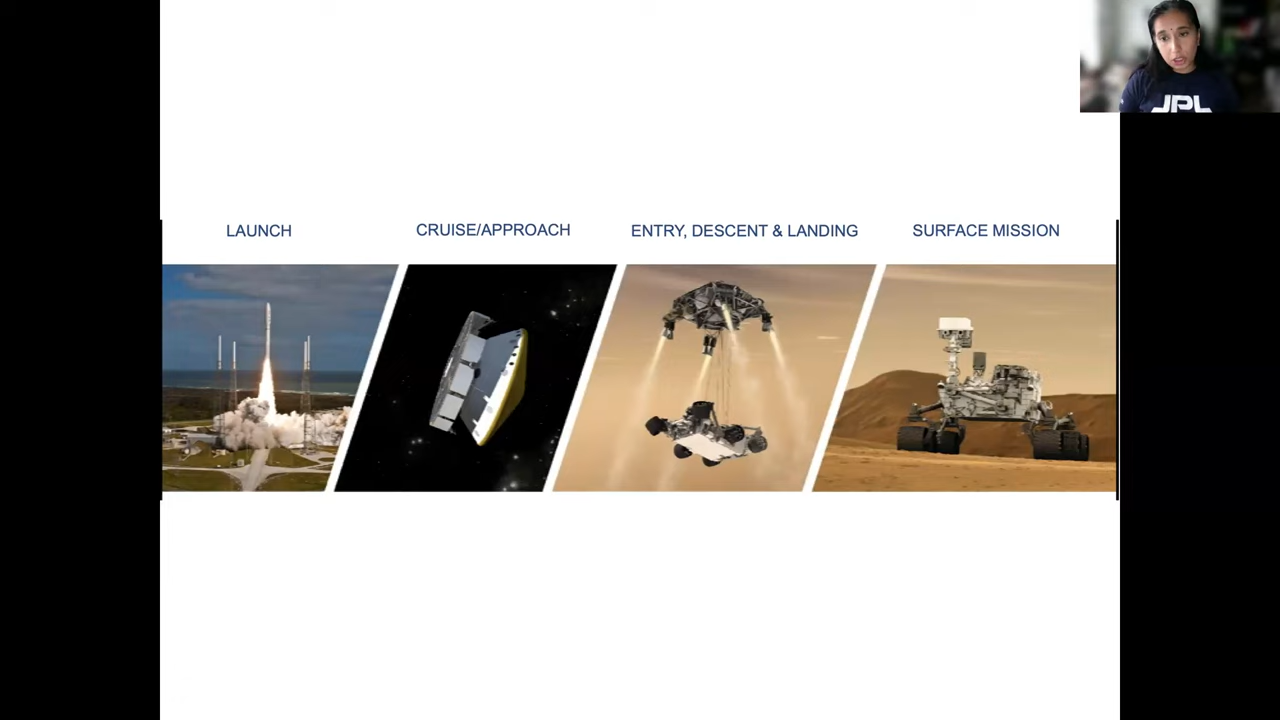 JPL
LAUNCH
CRUISE/APPROACH
ENTRY, DESCENT & LANDING
SURFACE MISSION